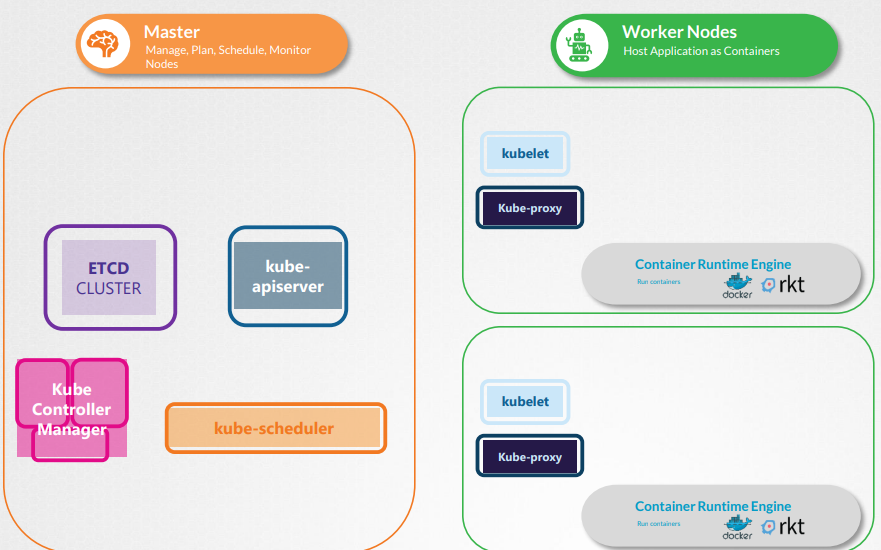 Master
Manage, Plan, Schedule, Monitor
Nodes
Worker Nodes
Host Application as Containers
ETCD
CLUSTER
kube-
apiserver
Kube
Controller
Manager
kube-scheduler
kubelet
Kube-proxy
Container Runtime Engine
Run containers
docker
rkt
kubelet
Kube-proxy
Container Runtime Engine
Run containers
docker
rkt